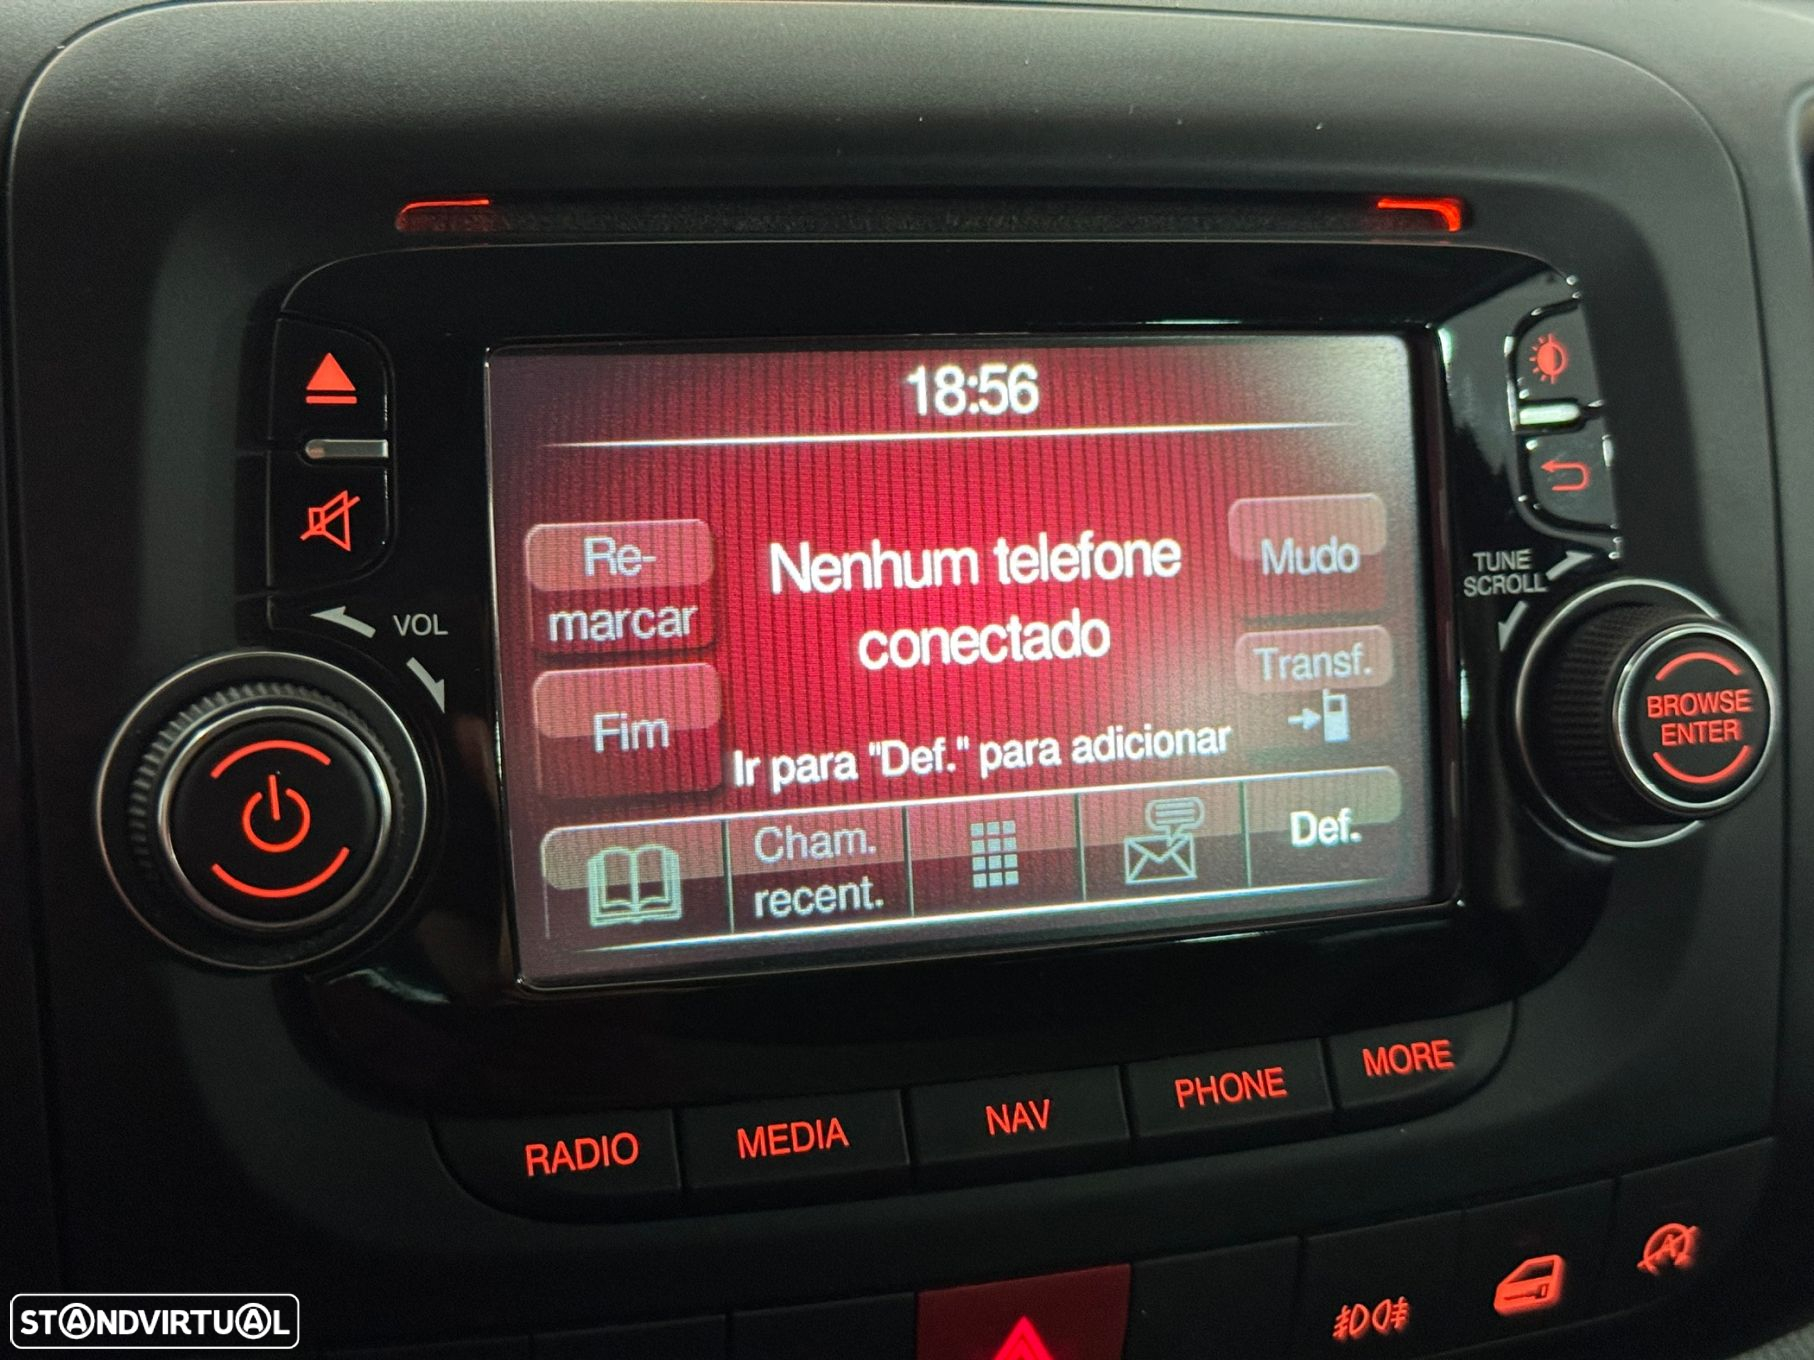 18:56
Re-
marcar
Nenhum telefone
conectado
Mudo
Transf.
Fim
Ir para "Def." para adicionar
Cham.
recent.
Def.
VOL
TUNE
SCROLL
BROWSE
ENTER
RADIO
MEDIA
NAV
PHONE
MORE
STANDVIRTUAL